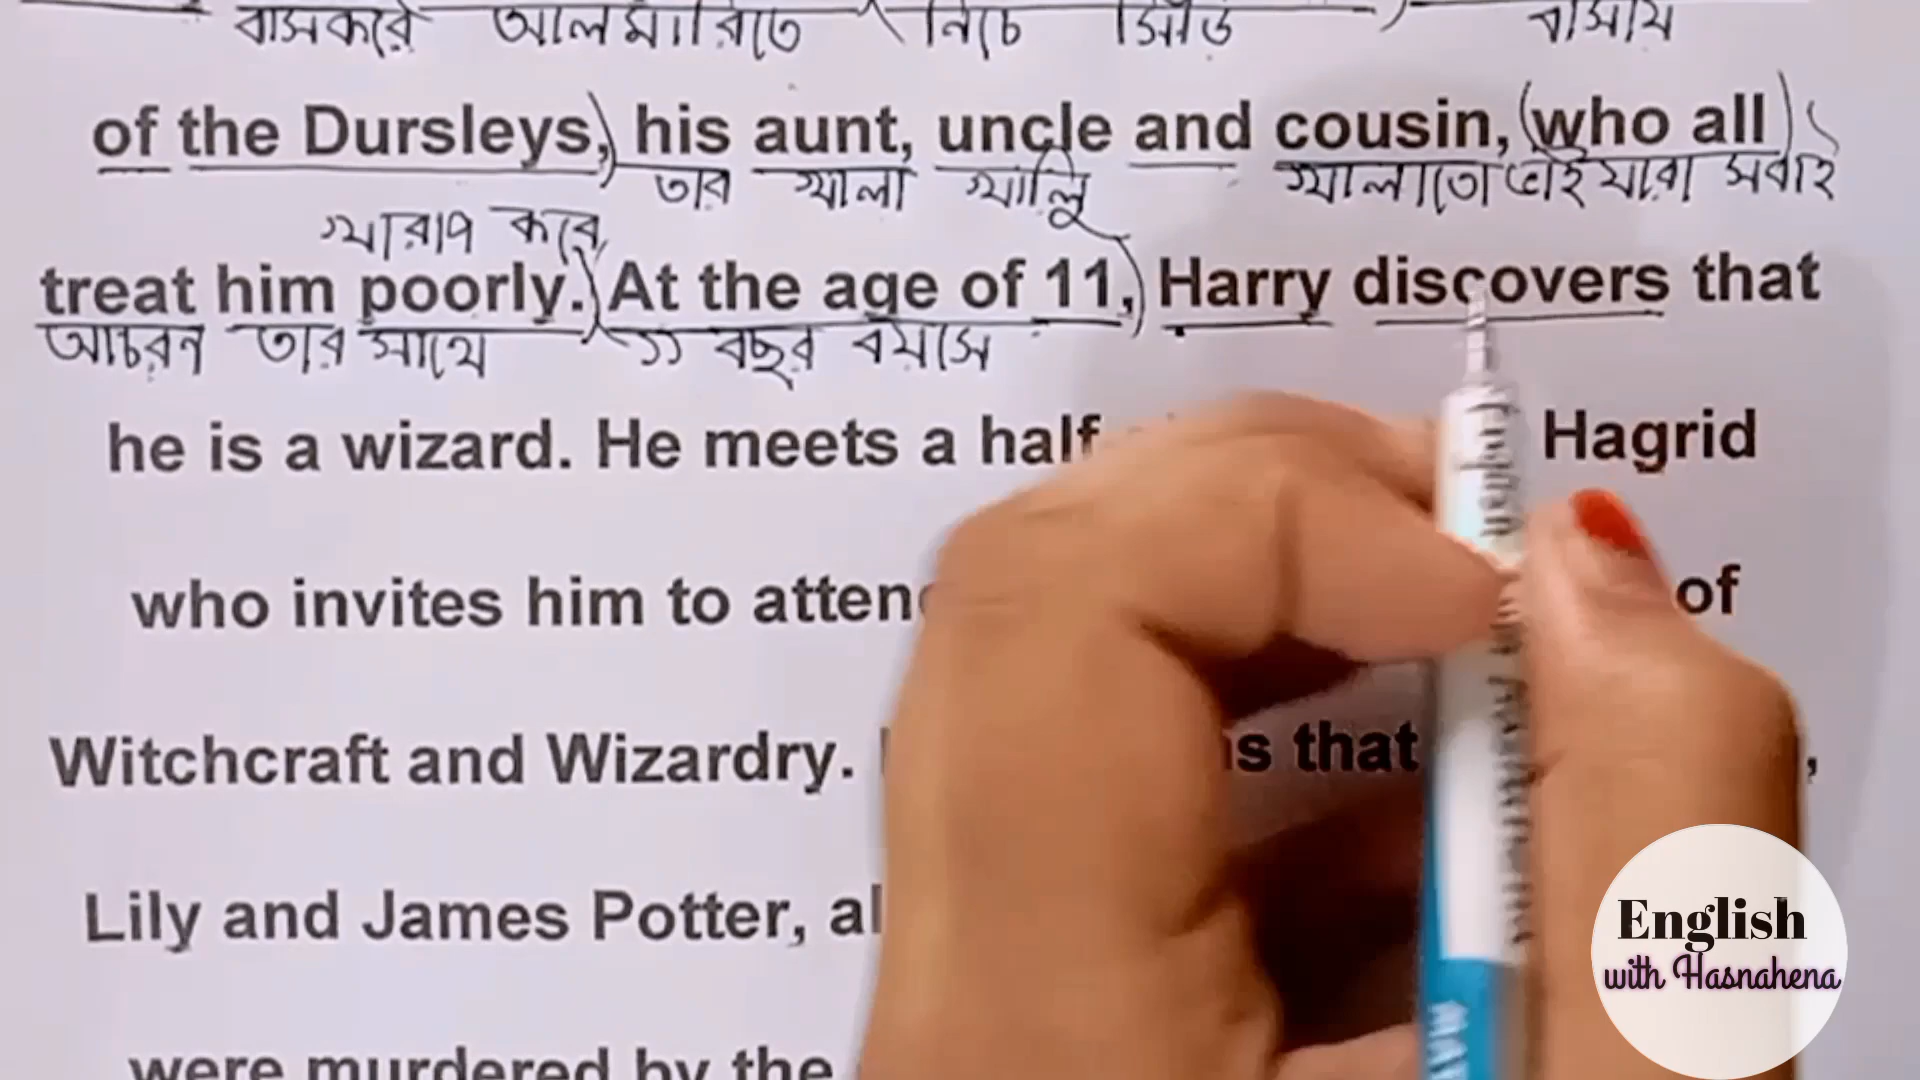 বাসকরে আলমারিতে নিচে সিঁড়ি বাসায়
of the Dursleys, his aunt, uncle and cousin, who all
তার খালা খালু খালাতো ভাই যারা সবাই
খারাপ করে
treat him poorly. At the age of 11, Harry discovers that
আচরন তার সাথে ১১ বছর বয়সে
he is a wizard. He meets a half Hagrid
who invites him to atten of
Witchcraft and Wizardry. that ,
Lily and James Potter, al
were murdered by the
English
with Hasnahena